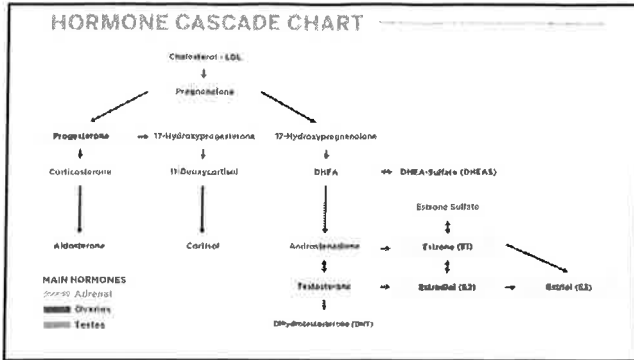 HORMONE CASCADE CHART
Cholesterol - LDL
Pregnenolone
Progesterone 17-Hydroxyprogesterone 17-Hydroxypregnenolone
Corticosterone 11-Deoxycortisol DHEA DHEA-Sulfate (DHEAS)
Estrone Sulfate
Aldosterone Cortisol Androstenedione Estrone (E1)
MAIN HORMONES
Adrenal
Ovaries
Testes
Testosterone Estradiol (E2) Estriol (E3)
Dihydrotestosterone (DHT)